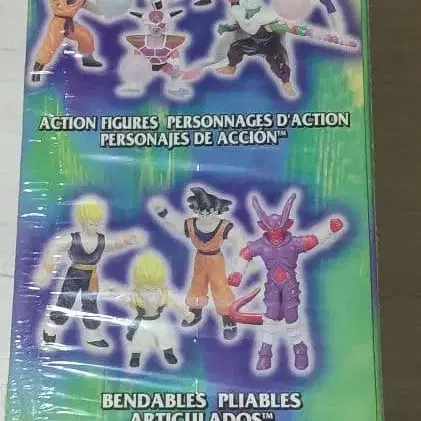 ACTION FIGURES PERSONNAGES D'ACTION
PERSONAJES DE ACCIÓN™
BENDABLES PLIABLES
ARTICULADOS™